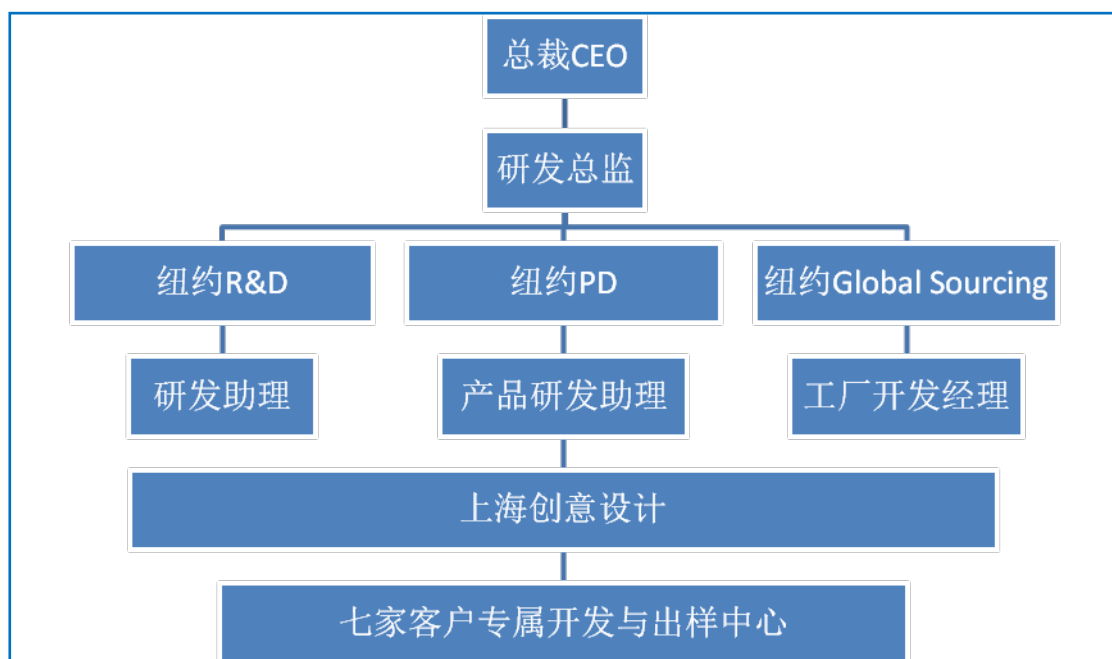 总裁CEO
研发总监
纽约R&D
纽约PD
纽约Global Sourcing
研发助理
产品研发助理
工厂开发经理
上海创意设计
七家客户专属开发与出样中心